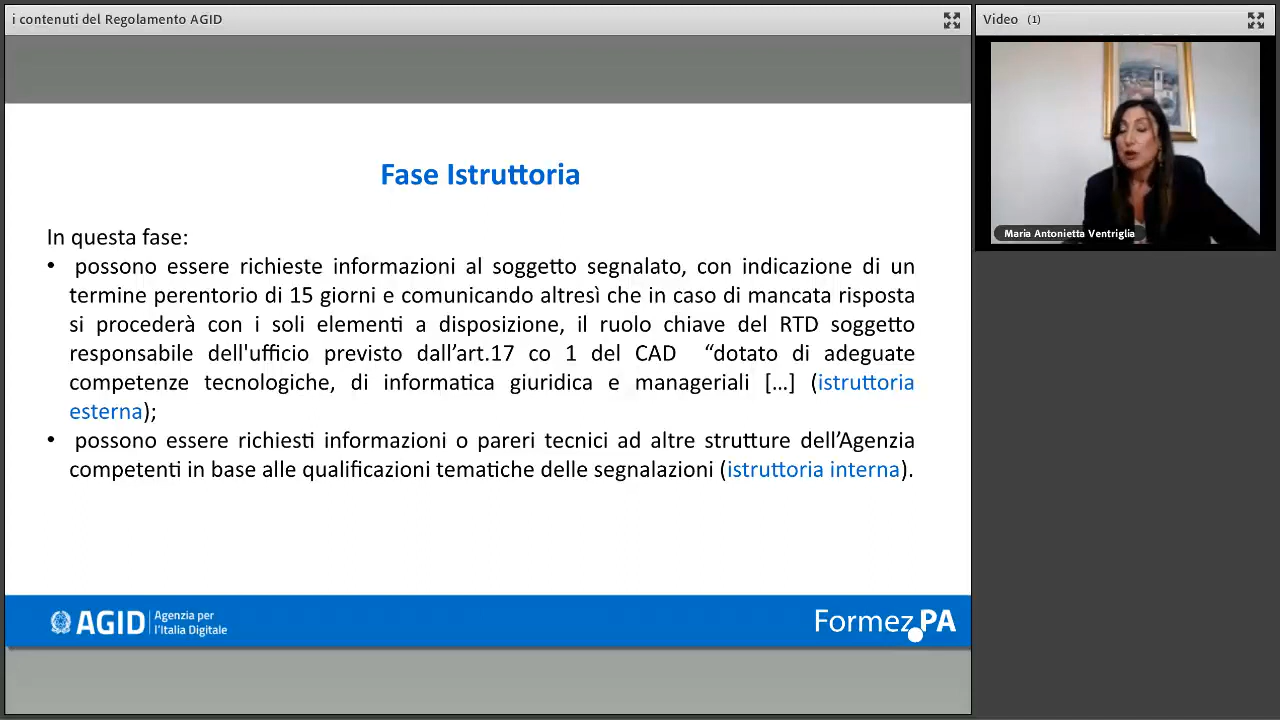 i contenuti del Regolamento AGID
Video (1)
Maria Antonietta Ventriglia
Fase Istruttoria
In questa fase:
• possono essere richieste informazioni al soggetto segnalato, con indicazione di un
termine perentorio di 15 giorni e comunicando altresì che in caso di mancata risposta
si procederà con i soli elementi a disposizione, il ruolo chiave del RTD soggetto
responsabile dell'ufficio previsto dall’art.17 co 1 del CAD “dotato di adeguate
competenze tecnologiche, di informatica giuridica e manageriali […] (istruttoria
esterna);
• possono essere richiesti informazioni o pareri tecnici ad altre strutture dell’Agenzia
competenti in base alle qualificazioni tematiche delle segnalazioni (istruttoria interna).
AGID Agenzia per
l'Italia Digitale
Formez PA